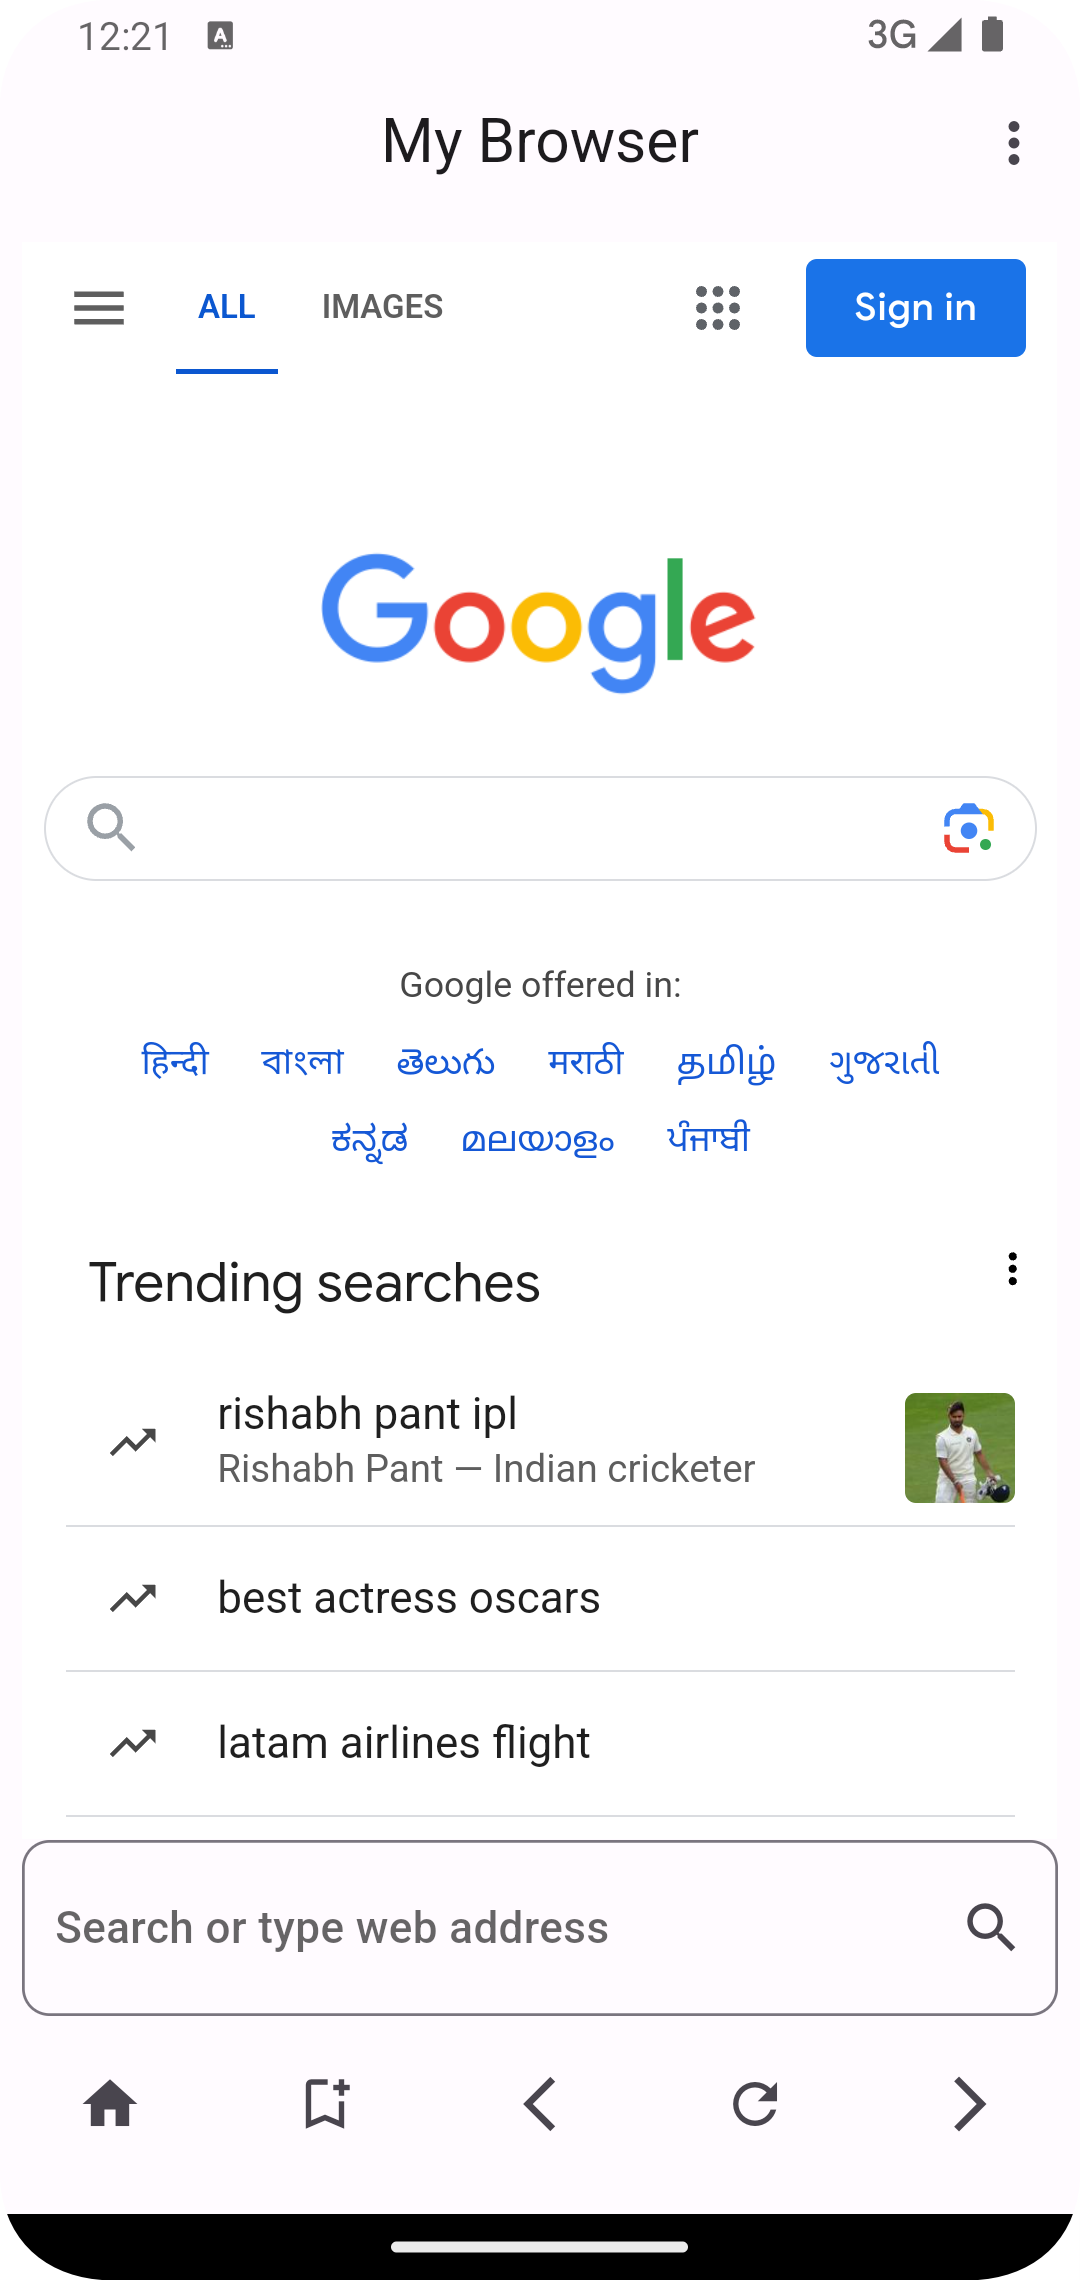 12:21
3G
My Browser
ALL IMAGES Sign in
Google
Google offered in:
हिन्दी বাংলা తెలుగు मराठी தமிழ் ગુજરાતી
ಕನ್ನಡ മലയാളം ਪੰਜਾਬੀ
Trending searches
rishabh pant ipl
Rishabh Pant — Indian cricketer
best actress oscars
latam airlines flight
Search or type web address